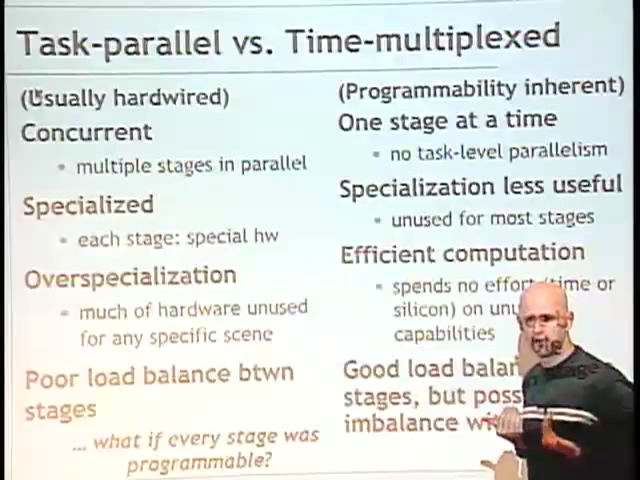 Task-parallel vs. Time-multiplexed
(Usually hardwired)
Concurrent
multiple stages in parallel
Specialized
each stage: special hw
Overspecialization
much of hardware unused
for any specific scene
Poor load balance btwn
stages
... what if every stage was
programmable?
(Programmability inherent)
One stage at a time
no task-level parallelism
Specialization less useful
unused for most stages
Efficient computation
spends no effort (time or
silicon) on
capabilities
Good load
stages, but
imbalance